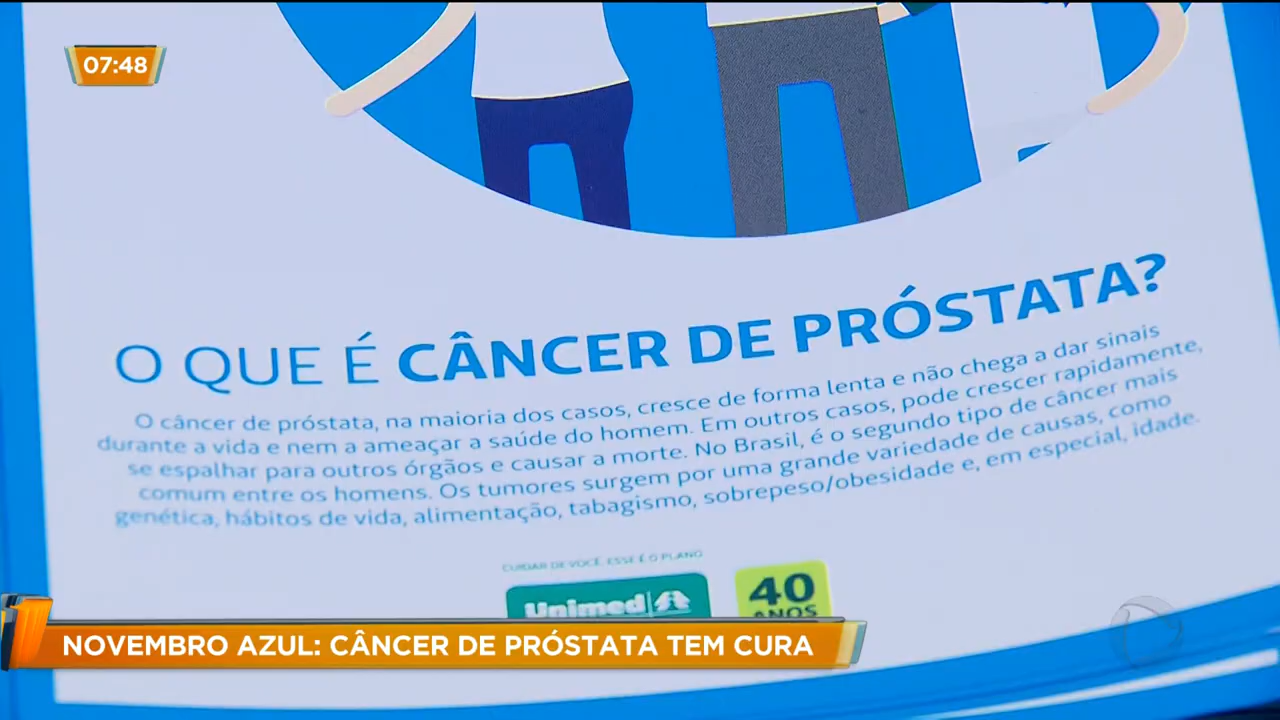 07:48
O QUE É CÂNCER DE PRÓSTATA?
O câncer de próstata, na maioria dos casos, cresce de forma lenta e não chega a dar sinais
durante a vida e nem a ameaçar a saúde do homem. Em outros casos, pode crescer rapidamente,
se espalhar para outros órgãos e causar a morte. No Brasil, é o segundo tipo de câncer mais
comum entre os homens. Os tumores surgem por uma grande variedade de causas, como
genética, hábitos de vida, alimentação, tabagismo, sobrepeso/obesidade e, em especial, idade.
CUIDAR DE VOCÊ. ESSE É O PLANO
Unimed
40
ANOS
NOVEMBRO AZUL: CÂNCER DE PRÓSTATA TEM CURA